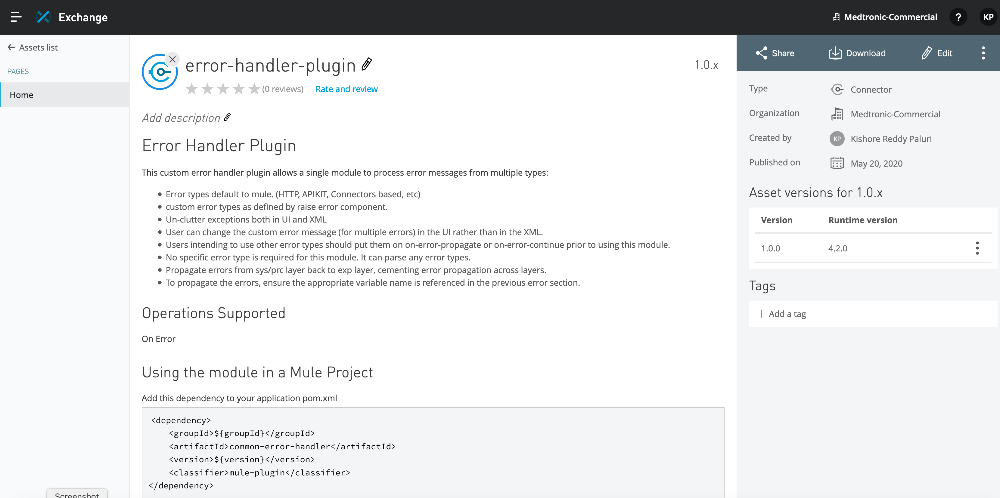 Exchange
Medtronic-Commercial
?
KP
Assets list
PAGES
Home
error-handler-plugin
1.0.x
(0 reviews)
Rate and review
Add description
Error Handler Plugin
This custom error handler plugin allows a single module to process error messages from multiple types:
Error types default to mule. (HTTP, APIKIT, Connectors based, etc)
custom error types as defined by raise error component.
Un-clutter exceptions both in UI and XML
User can change the custom error message (for multiple errors) in the UI rather than in the XML.
Users intending to use other error types should put them on on-error-propagate or on-error-continue prior to using this module.
No specific error type is required for this module. It can parse any error types.
Propagate errors from sys/prc layer back to exp layer, cementing error propagation across layers.
To propagate the errors, ensure the appropriate variable name is referenced in the previous error section.
Operations Supported
On Error
Using the module in a Mule Project
Add this dependency to your application pom.xml
<dependency>
<groupId>${groupId}</groupId>
<artifactId>common-error-handler</artifactId>
<version>${version}</version>
<classifier>mule-plugin</classifier>
</dependency>
Screenshot
Share
Download
Edit
Type
Connector
Organization
Medtronic-Commercial
Created by
KP
Kishore Reddy Paluri
Published on
May 20, 2020
Asset versions for 1.0.x
Version Runtime version
1.0.0 4.2.0
Tags
+ Add a tag